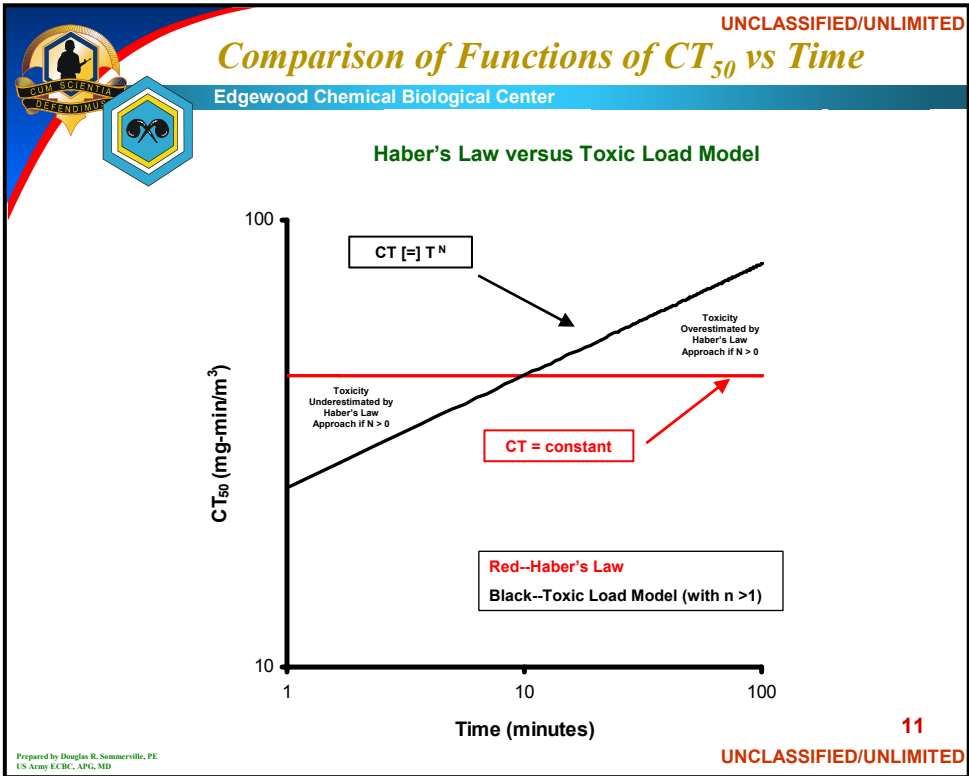 UNCLASSIFIED/UNLIMITED
Comparison of Functions of CT50 vs Time
CUM SCIENTIA
DEFENDIMUS
Edgewood Chemical Biological Center
Haber's Law versus Toxic Load Model
100
CT [=] T N
Toxicity
Overestimated by
Haber's Law
Approach if N > 0
Toxicity
Underestimated by
Haber's Law
Approach if N > 0
CT = constant
CT50 (mg-min/m3)
Red--Haber's Law
Black--Toxic Load Model (with n >1)
10
1
10
100
Time (minutes)
11
Prepared by Douglas R. Sommerville, PE
US Army ECBC, APG, MD
UNCLASSIFIED/UNLIMITED